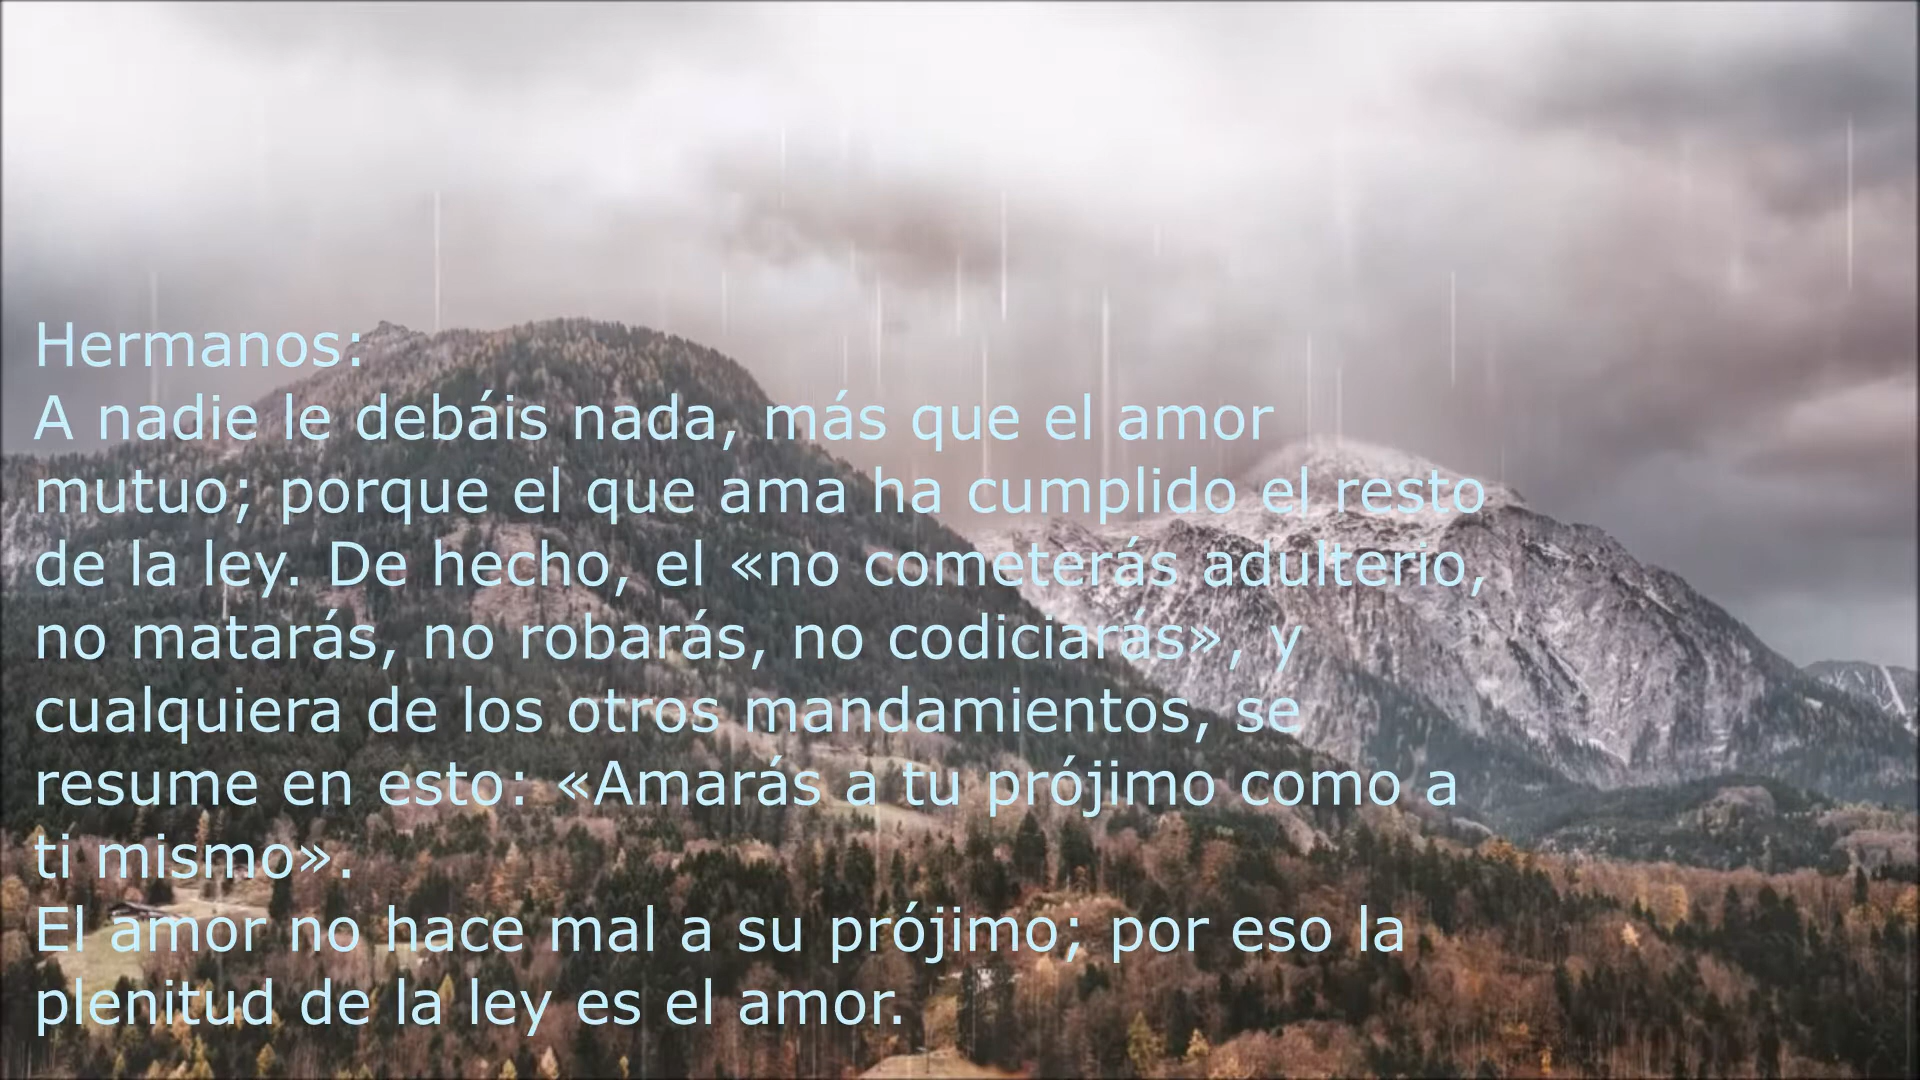 Hermanos:
A nadie le debáis nada, más que el amor
mutuo; porque el que ama ha cumplido el resto
de la ley. De hecho, el «no cometerás adulterio,
no matarás, no robarás, no codiciarás», y
cualquiera de los otros mandamientos, se
resume en esto: «Amarás a tu prójimo como a
ti mismo».
El amor no hace mal a su prójimo; por eso la
plenitud de la ley es el amor.